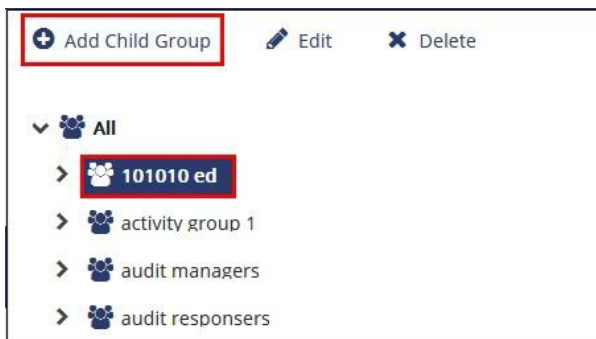 Add Child Group Edit Delete
All
101010 ed
activity group 1
audit managers
audit responsers